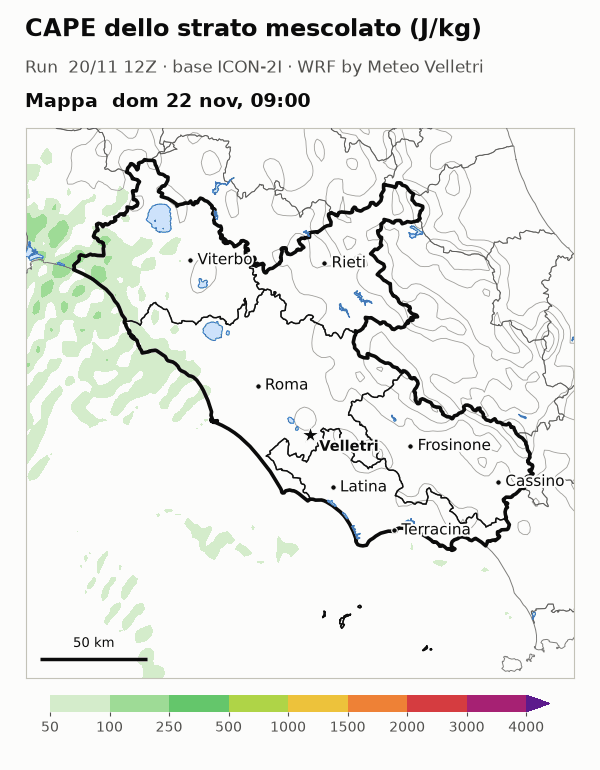 CAPE dello strato mescolato (J/kg)
Run  20/11 12Z · base ICON-2I · WRF by Meteo Velletri
Mappa  dom 22 nov, 09:00
Viterbo
Rieti
Roma
Velletri
Frosinone
Cassino
Latina
Terracina
50 km
50 100 250 500 1000 1500 2000 3000 4000